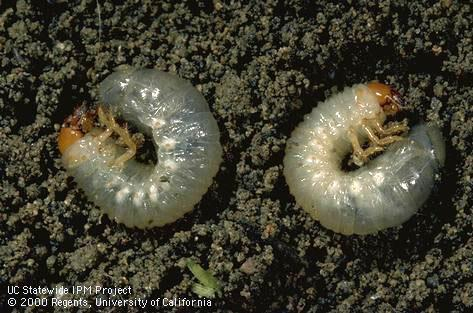 UC Statewide IPM Project
© 2000 Regents, University of California